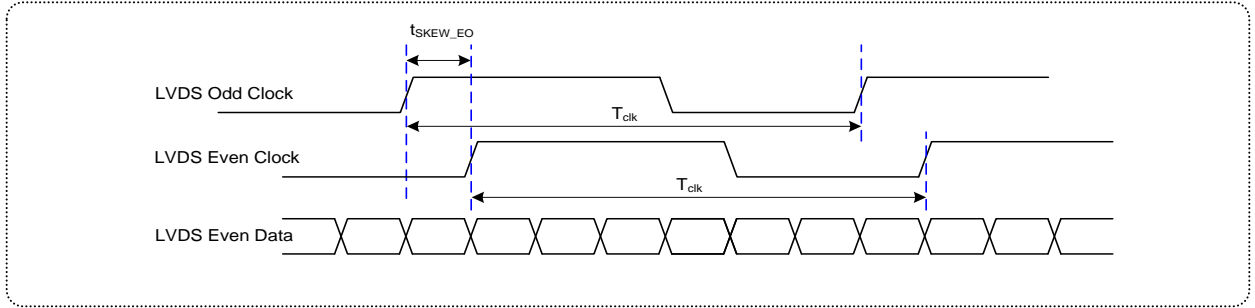 tSKEW_EO
LVDS Odd Clock
Tclk
LVDS Even Clock
Tclk
LVDS Even Data